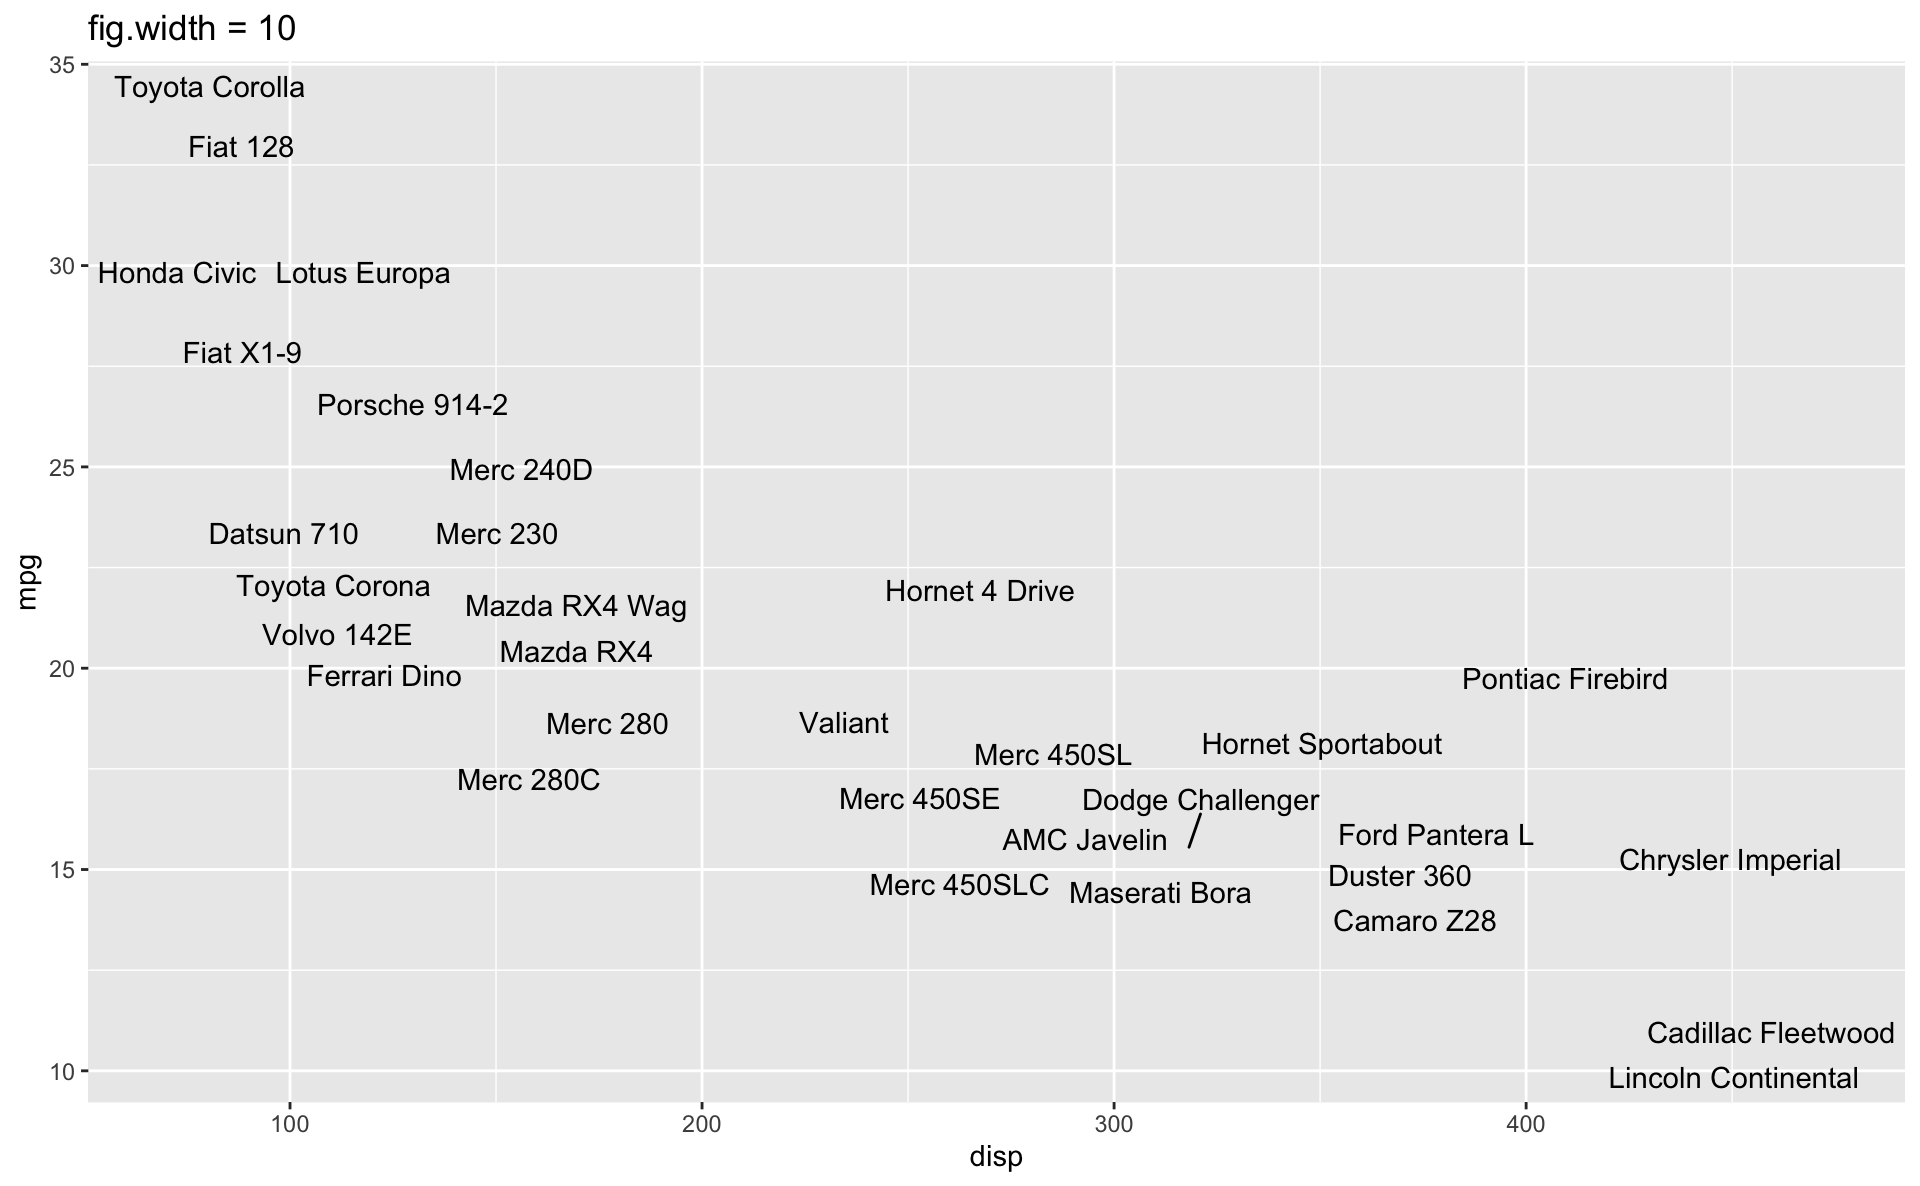 fig.width = 10
35
Toyota Corolla
Fiat 128
30
Honda Civic Lotus Europa
Fiat X1-9
Porsche 914-2
25
Merc 240D
Datsun 710 Merc 230
mpg
Toyota Corona
Hornet 4 Drive
Mazda RX4 Wag
Volvo 142E
Mazda RX4
20
Ferrari Dino
Pontiac Firebird
Merc 280
Valiant
Hornet Sportabout
Merc 450SL
Merc 280C
Merc 450SE
Dodge Challenger
AMC Javelin
Ford Pantera L
15
Chrysler Imperial
Duster 360
Merc 450SLC
Maserati Bora
Camaro Z28
Cadillac Fleetwood
10
Lincoln Continental
100 200 300 400
disp